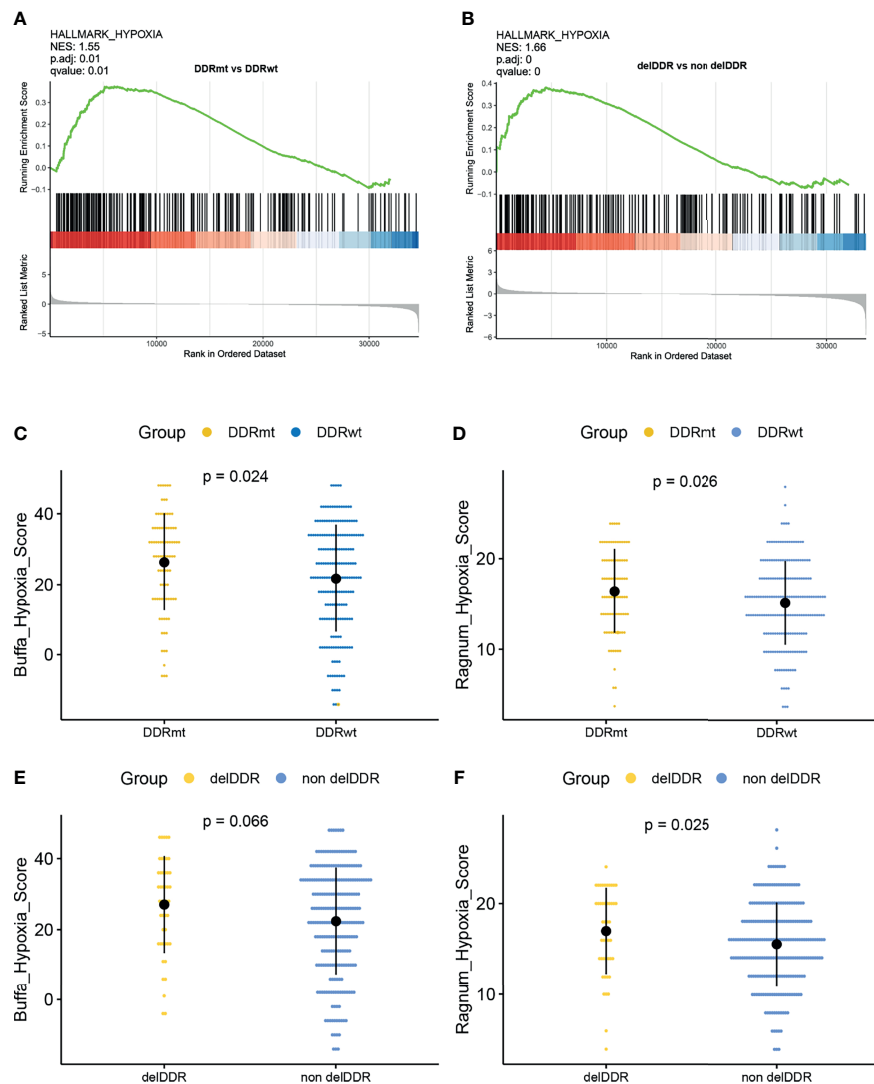 A
HALLMARK_HYPOXIA
NES: 1.55
p.adj: 0.01
qvalue: 0.01
DDRmt vs DDRwt
Running Enrichment Score
0.3
0.2
0.1
0.0
−0.1
Ranked List Metric
5
0
−5
10000
20000
30000
Rank in Ordered Dataset
B
HALLMARK_HYPOXIA
NES: 1.66
p.adj: 0
qvalue: 0
delDDR vs non delDDR
Running Enrichment Score
0.4
0.3
0.2
0.1
0.0
−0.1
Ranked List Metric
6
3
0
−3
−6
10000
20000
30000
Rank in Ordered Dataset
C
Group DDRmt DDRwt
p = 0.024
Buffa_Hypoxia_Score
40
20
0
DDRmt DDRwt
D
Group DDRmt DDRwt
p = 0.026
Ragnum_Hypoxia_Score
20
10
DDRmt DDRwt
E
Group delDDR non delDDR
p = 0.066
Buffa_Hypoxia_Score
40
20
0
delDDR non delDDR
F
Group delDDR non delDDR
p = 0.025
Ragnum_Hypoxia_Score
20
10
delDDR non delDDR